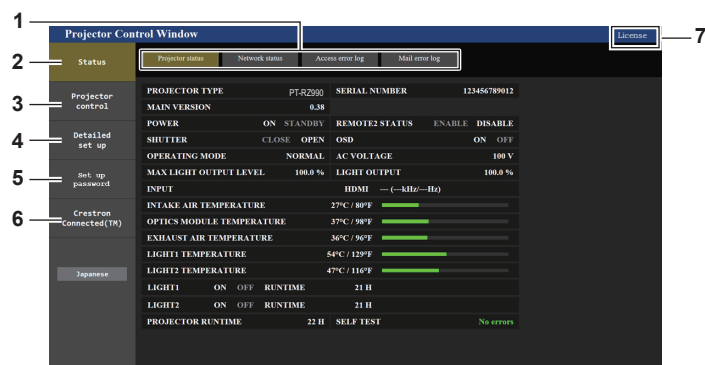 1
Projector Control Window License
7
2
Status
Projector status Network status Access error log Mail error log
3
Projector
control
4
Detailed
set up
5
Set up
password
6
Crestron
Connected(TM)
Japanese
PROJECTOR TYPE PT-RZ990 SERIAL NUMBER 123456789012
MAIN VERSION 0.38
POWER ON STANDBY REMOTE2 STATUS ENABLE DISABLE
SHUTTER CLOSE OPEN OSD ON OFF
OPERATING MODE NORMAL AC VOLTAGE 100 V
MAX LIGHT OUTPUT LEVEL 100.0 % LIGHT OUTPUT 100.0 %
INPUT HDMI --- (---kHz/---Hz)
INTAKE AIR TEMPERATURE 27°C / 80°F
OPTICS MODULE TEMPERATURE 37°C / 98°F
EXHAUST AIR TEMPERATURE 36°C / 96°F
LIGHT1 TEMPERATURE 54°C / 129°F
LIGHT2 TEMPERATURE 47°C / 116°F
LIGHT1 ON OFF RUNTIME 21 H
LIGHT2 ON OFF RUNTIME 21 H
PROJECTOR RUNTIME 22 H SELF TEST No errors